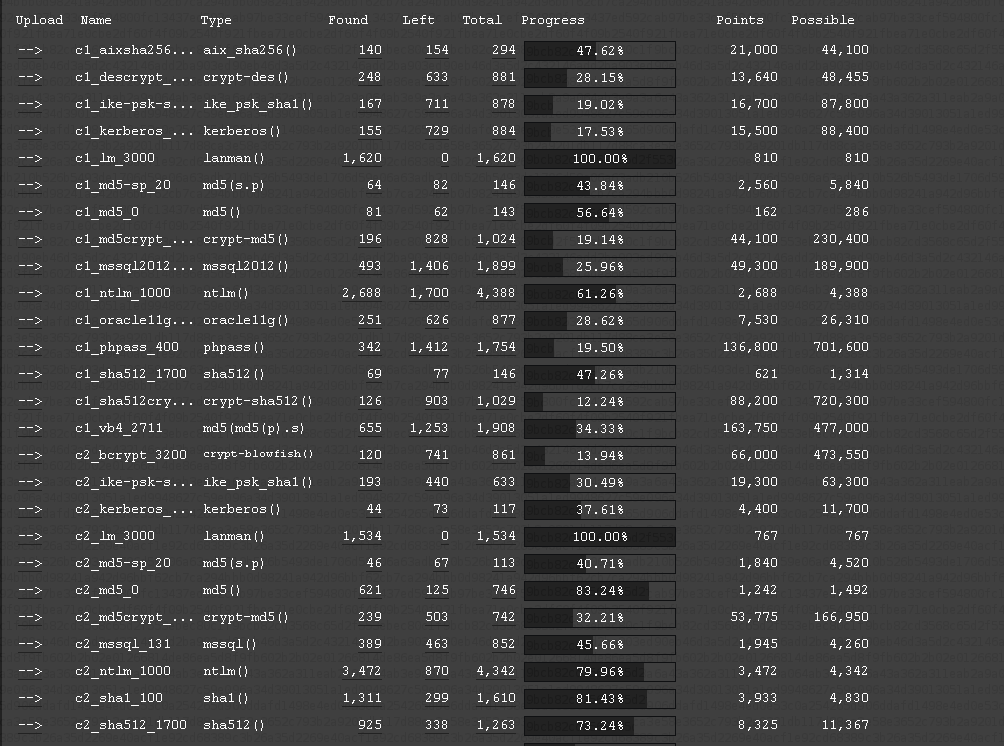 Upload Name Type Found Left Total Progress Points Possible
--> c1_aixsha256... aix_sha256() 140 154 294 47.62% 21,000 44,100
--> c1_descrypt_... crypt-des() 248 633 881 28.15% 13,640 48,455
--> c1_ike-psk-s... ike_psk_sha1() 167 711 878 19.02% 16,700 87,800
--> c1_kerberos_... kerberos() 155 729 884 17.53% 15,500 88,400
--> c1_lm_3000 lanman() 1,620 0 1,620 100.00% 810 810
--> c1_md5-sp_20 md5(s.p) 64 82 146 43.84% 2,560 5,840
--> c1_md5_0 md5() 81 62 143 56.64% 162 286
--> c1_md5crypt_... crypt-md5() 196 828 1,024 19.14% 44,100 230,400
--> c1_mssql2012... mssql2012() 493 1,406 1,899 25.96% 49,300 189,900
--> c1_ntlm_1000 ntlm() 2,688 1,700 4,388 61.26% 2,688 4,388
--> c1_oracle11g... oracle11g() 251 626 877 28.62% 7,530 26,310
--> c1_phpass_400 phpass() 342 1,412 1,754 19.50% 136,800 701,600
--> c1_sha512_1700 sha512() 69 77 146 47.26% 621 1,314
--> c1_sha512cry... crypt-sha512() 126 903 1,029 12.24% 88,200 720,300
--> c1_vb4_2711 md5(md5(p).s) 655 1,253 1,908 34.33% 163,750 477,000
--> c2_bcrypt_3200 crypt-blowfish() 120 741 861 13.94% 66,000 473,550
--> c2_ike-psk-s... ike_psk_sha1() 193 440 633 30.49% 19,300 63,300
--> c2_kerberos_... kerberos() 44 73 117 37.61% 4,400 11,700
--> c2_lm_3000 lanman() 1,534 0 1,534 100.00% 767 767
--> c2_md5-sp_20 md5(s.p) 46 67 113 40.71% 1,840 4,520
--> c2_md5_0 md5() 621 125 746 83.24% 1,242 1,492
--> c2_md5crypt_... crypt-md5() 239 503 742 32.21% 53,775 166,950
--> c2_mssql_131 mssql() 389 463 852 45.66% 1,945 4,260
--> c2_ntlm_1000 ntlm() 3,472 870 4,342 79.96% 3,472 4,342
--> c2_sha1_100 sha1() 1,311 299 1,610 81.43% 3,933 4,830
--> c2_sha512_1700 sha512() 925 338 1,263 73.24% 8,325 11,367